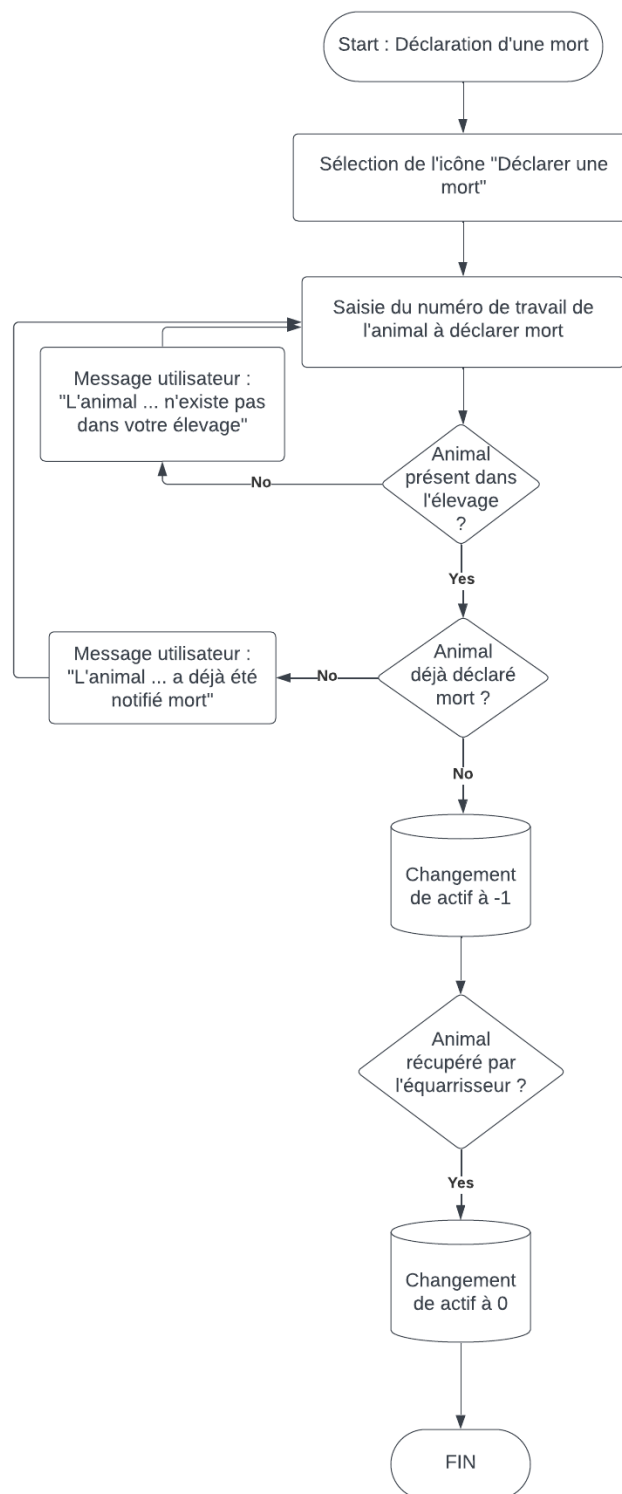 Start : Déclaration d'une mort
Sélection de l'icône "Déclarer une
mort"
Saisie du numéro de travail de
l'animal à déclarer mort
Message utilisateur :
"L'animal ... n'existe pas
dans votre élevage"
Animal
présent dans
l'élevage
?
No
Yes
Message utilisateur :
"L'animal ... a déjà été
notifié mort"
No
Animal
déjà déclaré
mort ?
No
Changement
de actif à -1
Animal
récupéré par
l'équarrisseur ?
Yes
Changement
de actif à 0
FIN